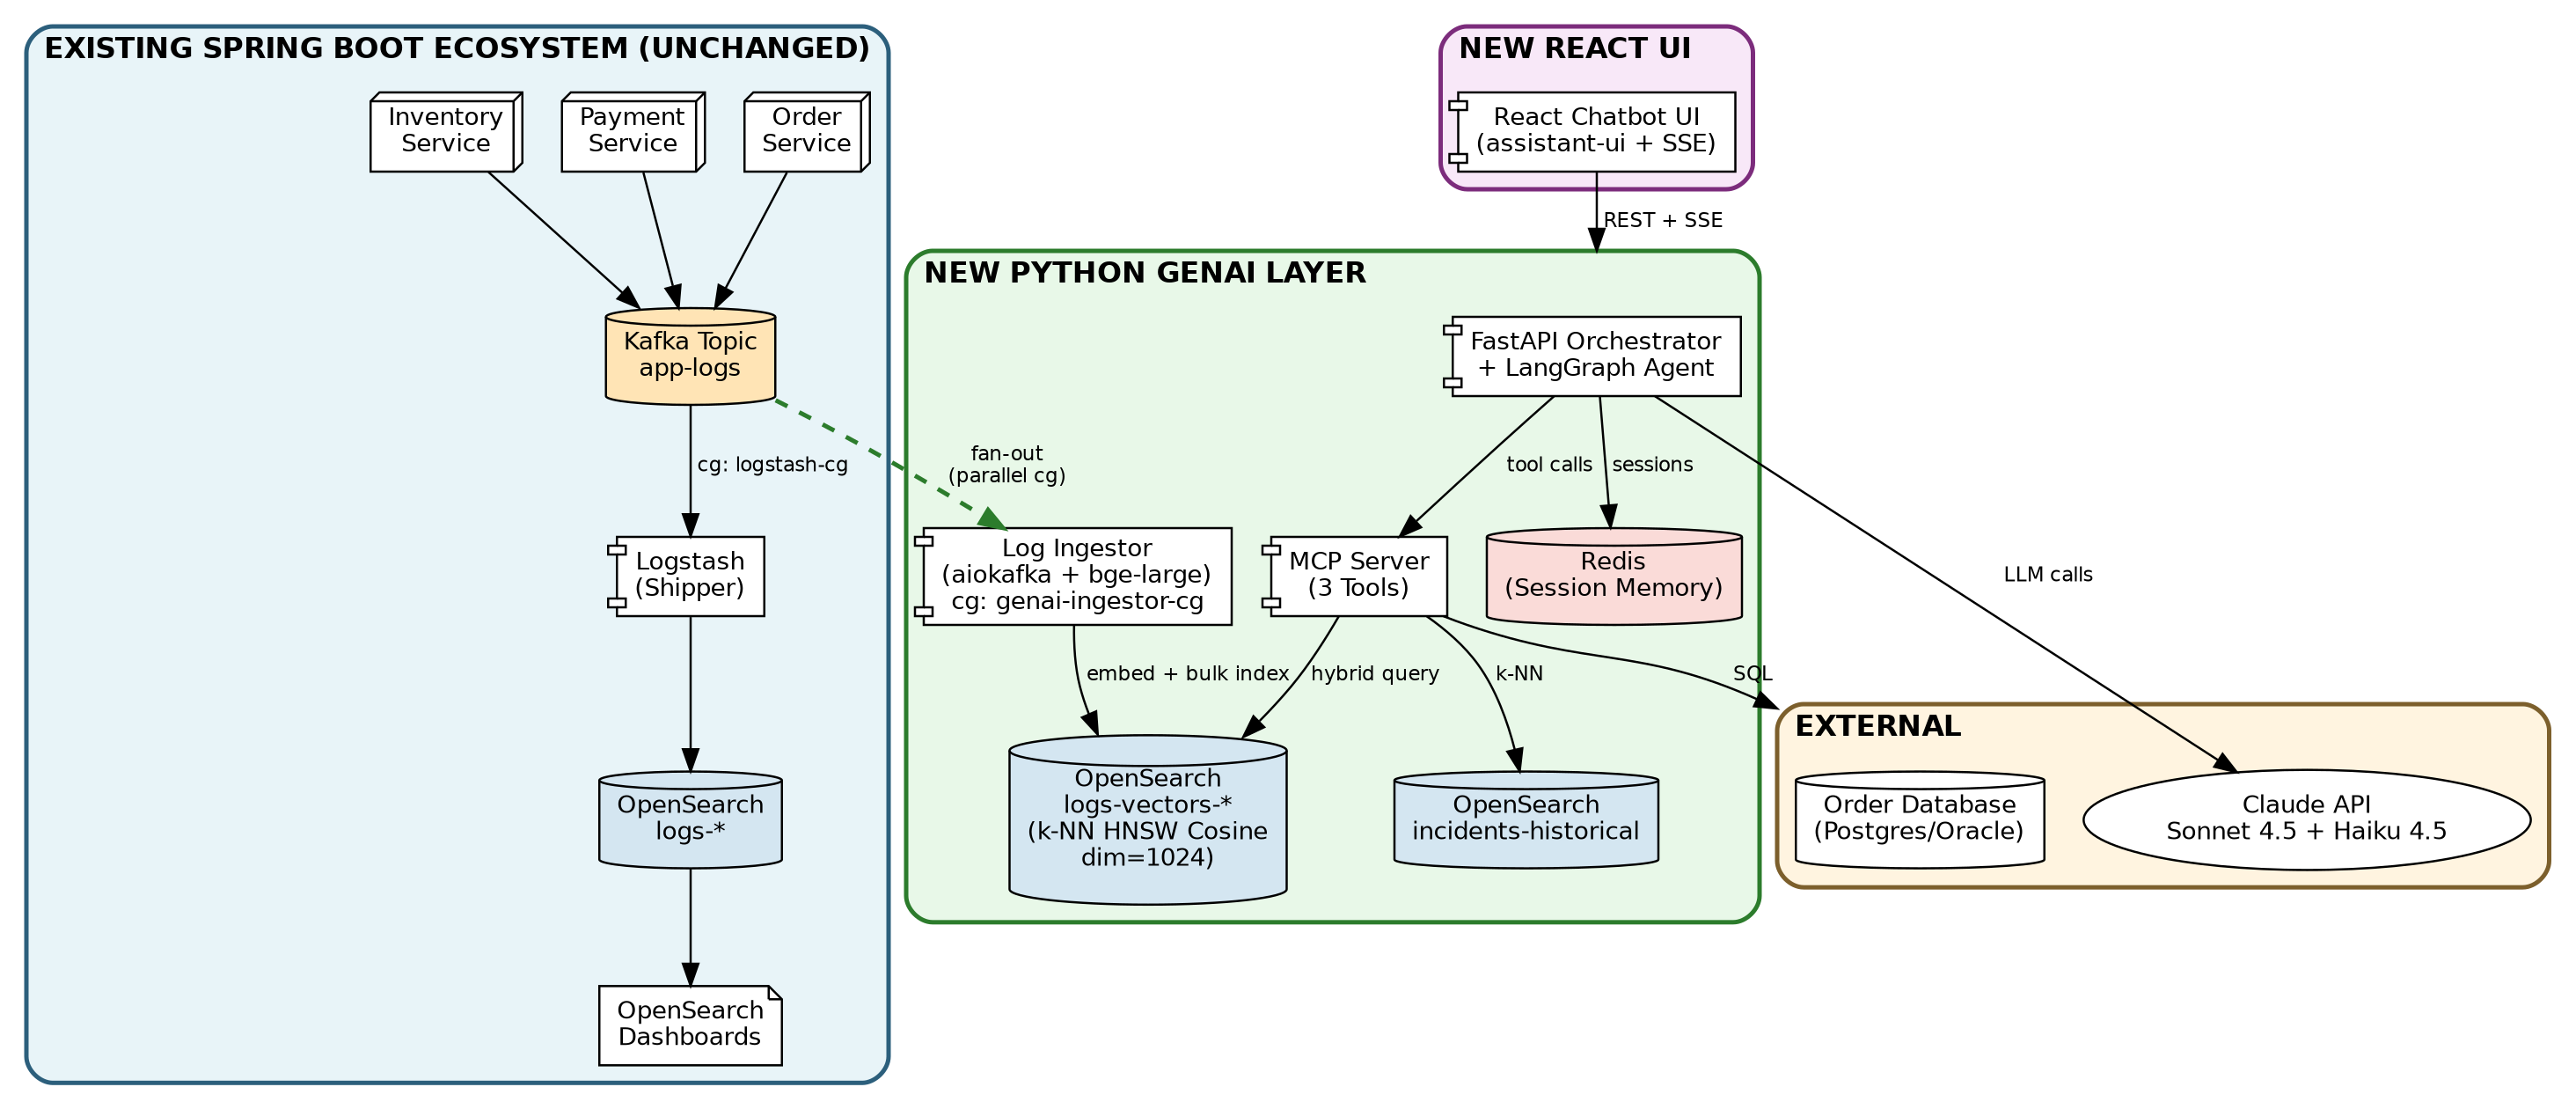 EXISTING SPRING BOOT ECOSYSTEM (UNCHANGED)
Inventory
Service
Payment
Service
Order
Service
Kafka Topic
app-logs
cg: logstash-cg
Logstash
(Shipper)
OpenSearch
logs-*
OpenSearch
Dashboards
NEW REACT UI
React Chatbot UI
(assistant-ui + SSE)
REST + SSE
NEW PYTHON GENAI LAYER
FastAPI Orchestrator
+ LangGraph Agent
fan-out
(parallel cg)
tool calls
sessions
LLM calls
Log Ingestor
(aiokafka + bge-large)
cg: genai-ingestor-cg
MCP Server
(3 Tools)
Redis
(Session Memory)
embed + bulk index
hybrid query
k-NN
SQL
OpenSearch
logs-vectors-*
(k-NN HNSW Cosine
dim=1024)
OpenSearch
incidents-historical
EXTERNAL
Order Database
(Postgres/Oracle)
Claude API
Sonnet 4.5 + Haiku 4.5